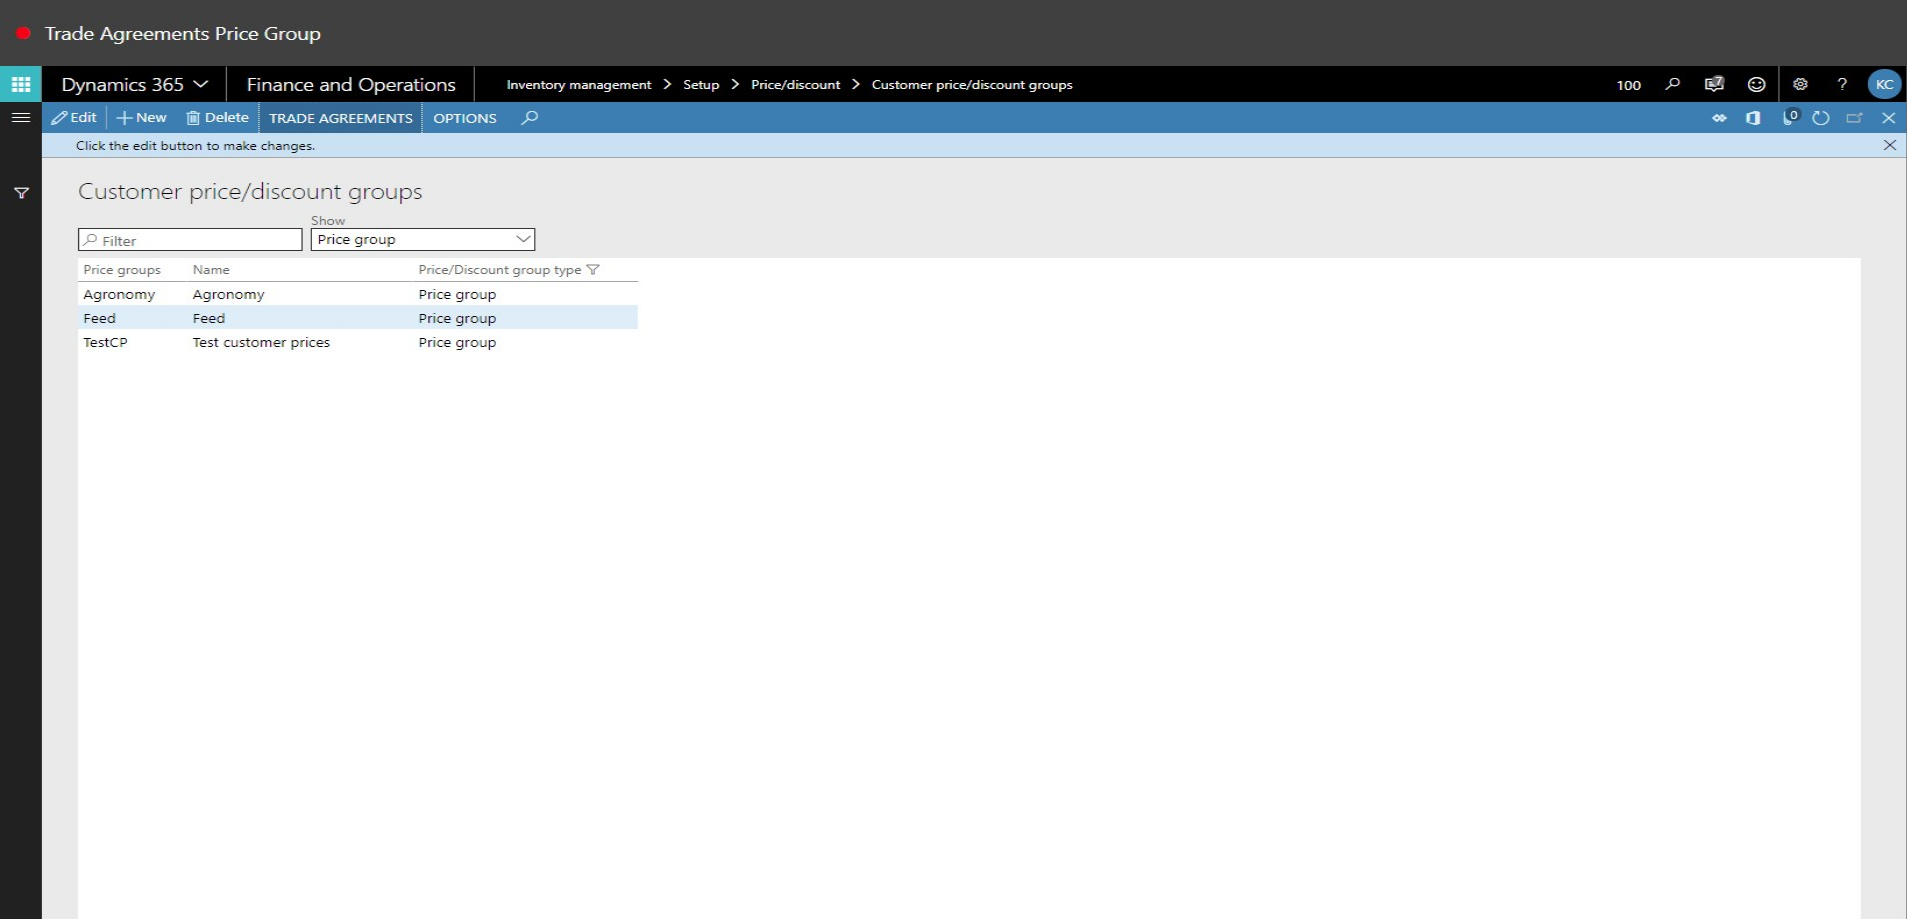 Trade Agreements Price Group
Dynamics 365 Finance and Operations Inventory management > Setup > Price/discount > Customer price/discount groups 100 7 ? KC
Edit New Delete TRADE AGREEMENTS OPTIONS 0
Click the edit button to make changes.
Customer price/discount groups
Show
Filter Price group
Price groups Name Price/Discount group type
Agronomy Agronomy Price group
Feed Feed Price group
TestCP Test customer prices Price group